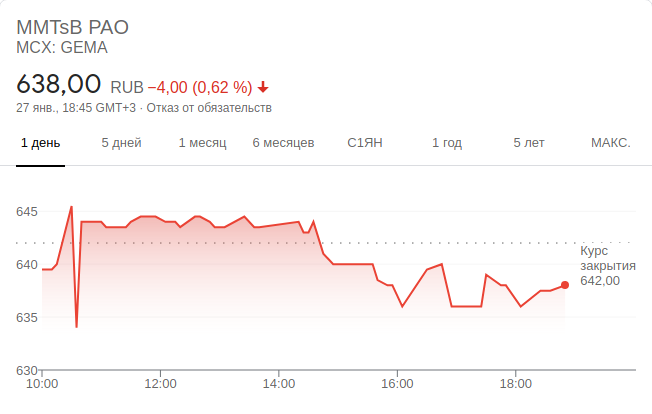 MMTsB PAO
MCX: GEMA
638,00 RUB −4,00 (0,62 %)
27 янв., 18:45 GMT+3 · Отказ от обязательств
1 день 5 дней 1 месяц 6 месяцев С1ЯН 1 год 5 лет МАКС.
645
640
635
630
Курс
закрытия
642,00
10:00 12:00 14:00 16:00 18:00